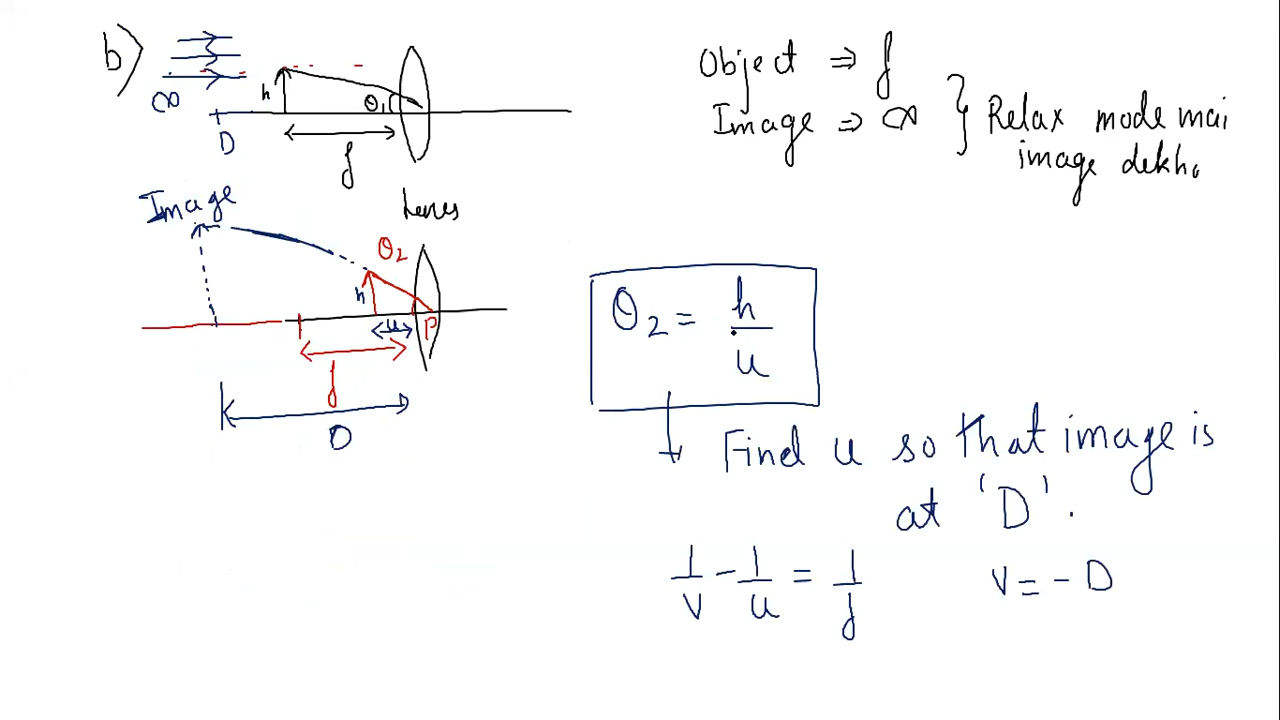 b)
∞
D
h
θ1
f
Object ⇒ f
Image ⇒ ∞ } Relax mode mai
image dekho
Image
Lens
θ2
h
u
P
f
D
θ2 = h/u
Find u so that image is
at 'D'.
1/v - 1/u = 1/f
v = - D